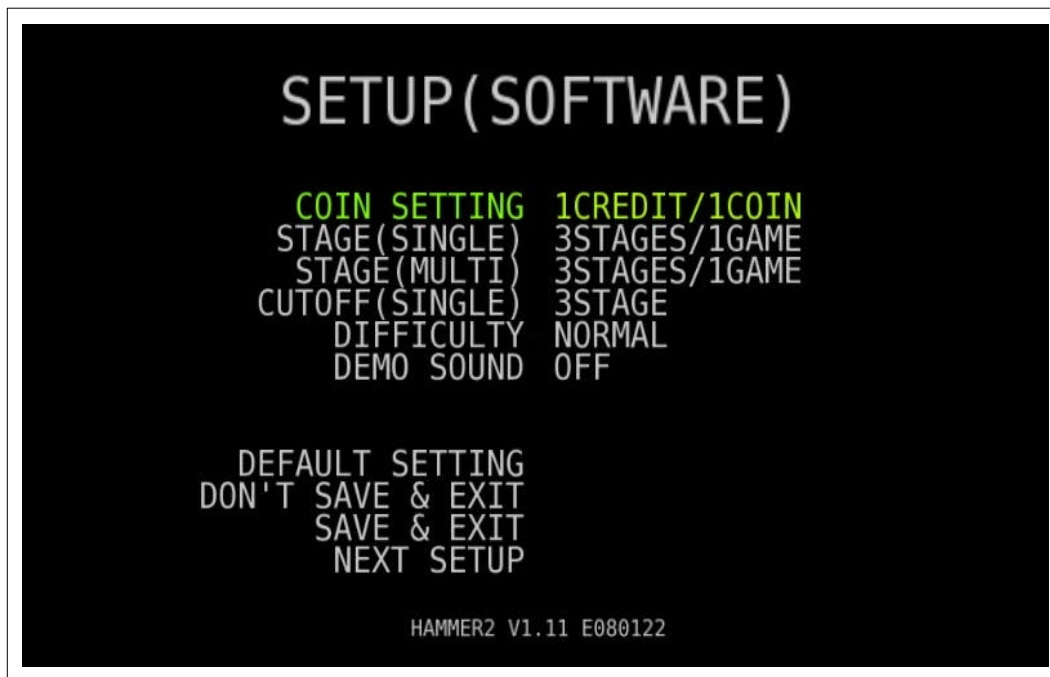 SETUP(SOFTWARE)
COIN SETTING 1CREDIT/1COIN
STAGE(SINGLE) 3STAGES/1GAME
STAGE(MULTI) 3STAGES/1GAME
CUTOFF(SINGLE) 3STAGE
DIFFICULTY NORMAL
DEMO SOUND OFF
DEFAULT SETTING
DON'T SAVE & EXIT
SAVE & EXIT
NEXT SETUP
HAMMER2 V1.11 E080122